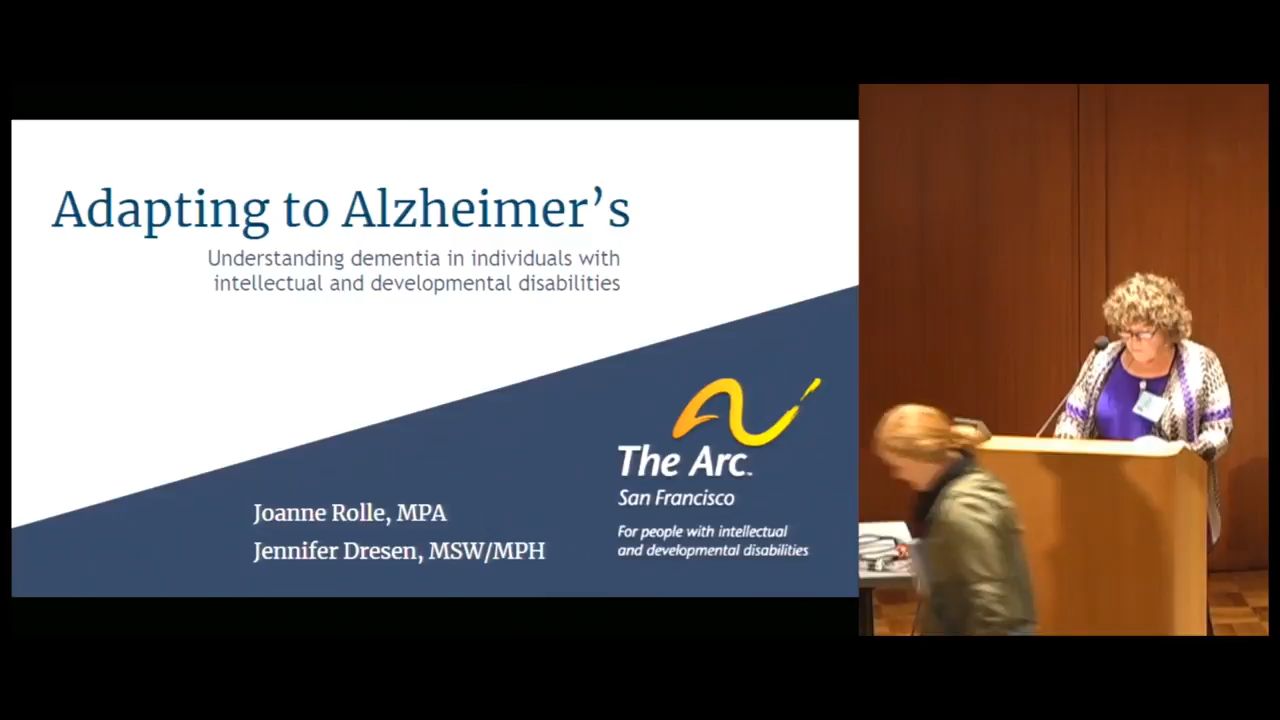 Adapting to Alzheimer's
Understanding dementia in individuals with
intellectual and developmental disabilities
The Arc™
San Francisco
For people with intellectual
and developmental disabilities
Joanne Rolle, MPA
Jennifer Dresen, MSW/MPH